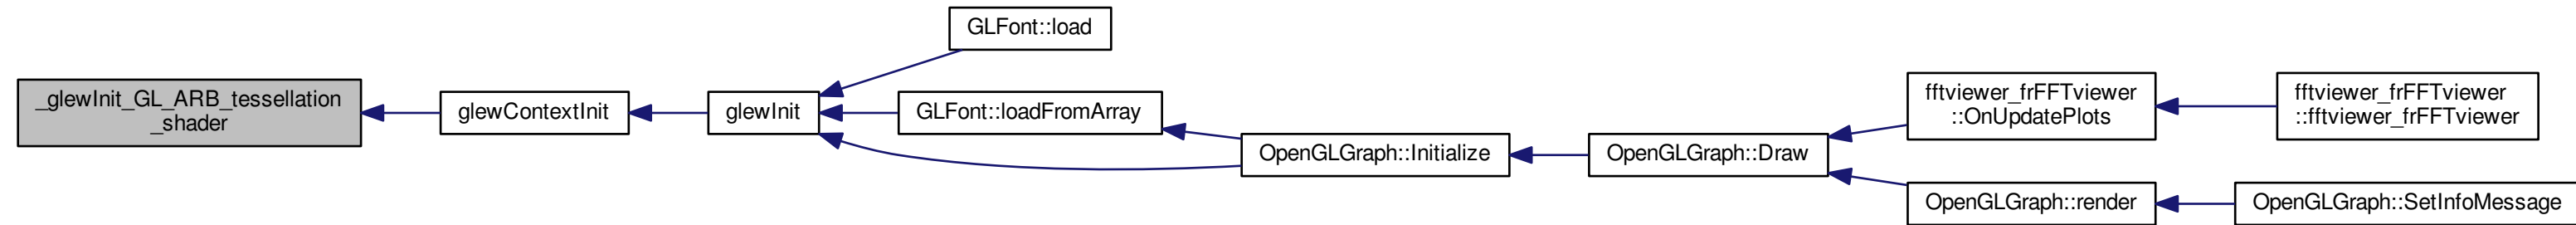 _glewInit_GL_ARB_tessellation
_shader
glewContextInit
glewInit
GLFont::load
GLFont::loadFromArray
OpenGLGraph::Initialize
OpenGLGraph::Draw
fftviewer_frFFTviewer
::OnUpdatePlots
fftviewer_frFFTviewer
::fftviewer_frFFTviewer
OpenGLGraph::render
OpenGLGraph::SetInfoMessage